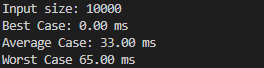 Input size: 10000
Best Case: 0.00 ms
Average Case: 33.00 ms
Worst Case 65.00 ms